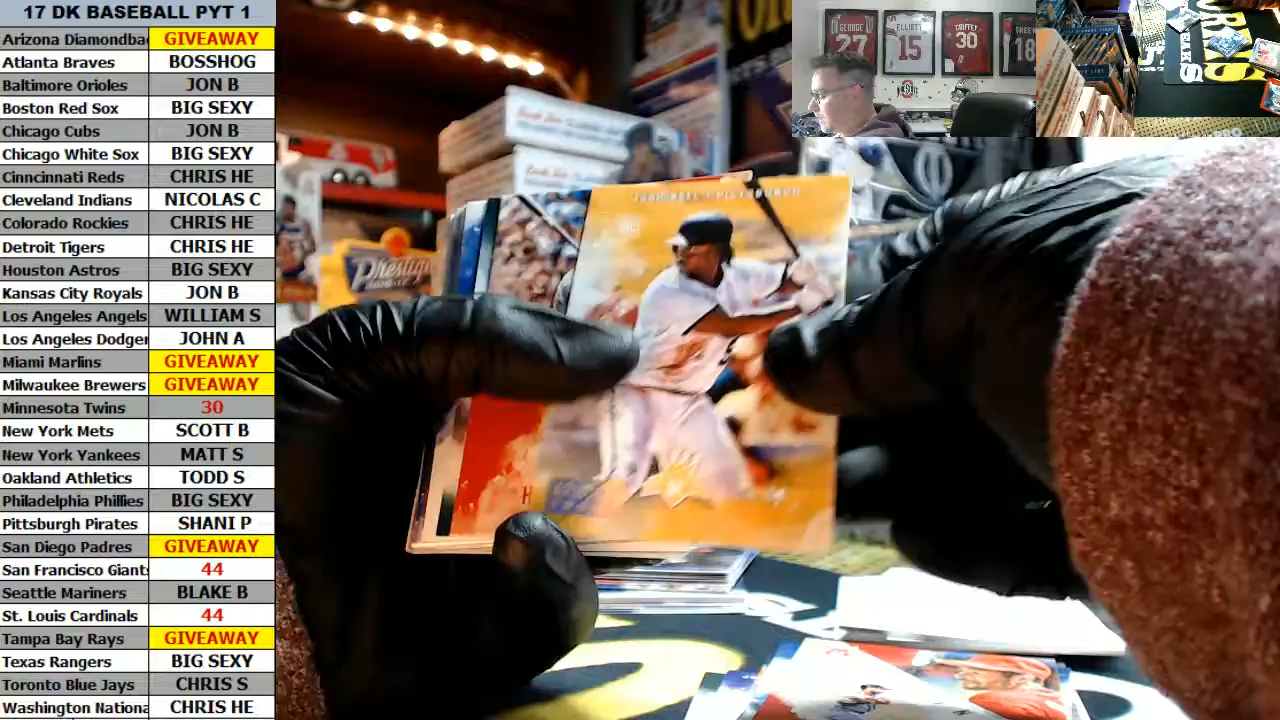 17 DK BASEBALL PYT 1
Arizona Diamondba GIVEAWAY
Atlanta Braves BOSSHOG
Baltimore Orioles JON B
Boston Red Sox BIG SEXY
Chicago Cubs JON B
Chicago White Sox BIG SEXY
Cinncinnati Reds CHRIS HE
Cleveland Indians NICOLAS C
Colorado Rockies CHRIS HE
Detroit Tigers CHRIS HE
Houston Astros BIG SEXY
Kansas City Royals JON B
Los Angeles Angels WILLIAM S
Los Angeles Dodger JOHN A
Miami Marlins GIVEAWAY
Milwaukee Brewers GIVEAWAY
Minnesota Twins 30
New York Mets SCOTT B
New York Yankees MATT S
Oakland Athletics TODD S
Philadelphia Phillies BIG SEXY
Pittsburgh Pirates SHANI P
San Diego Padres GIVEAWAY
San Francisco Giants 44
Seattle Mariners BLAKE B
St. Louis Cardinals 44
Tampa Bay Rays GIVEAWAY
Texas Rangers BIG SEXY
Toronto Blue Jays CHRIS S
Washington Nationa CHRIS HE
GEORGE
27
ELLIOTT
15
30
18
Prestige